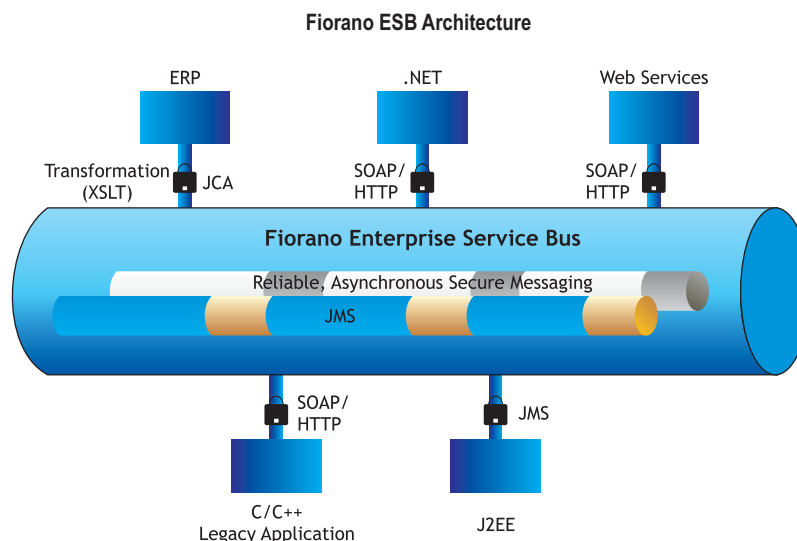 Fiorano ESB Architecture
ERP
.NET
Web Services
Transformation
(XSLT)
JCA
SOAP/
HTTP
SOAP/
HTTP
Fiorano Enterprise Service Bus
Reliable, Asynchronous Secure Messaging
JMS
SOAP/
HTTP
JMS
C/C++
Legacy Application
J2EE